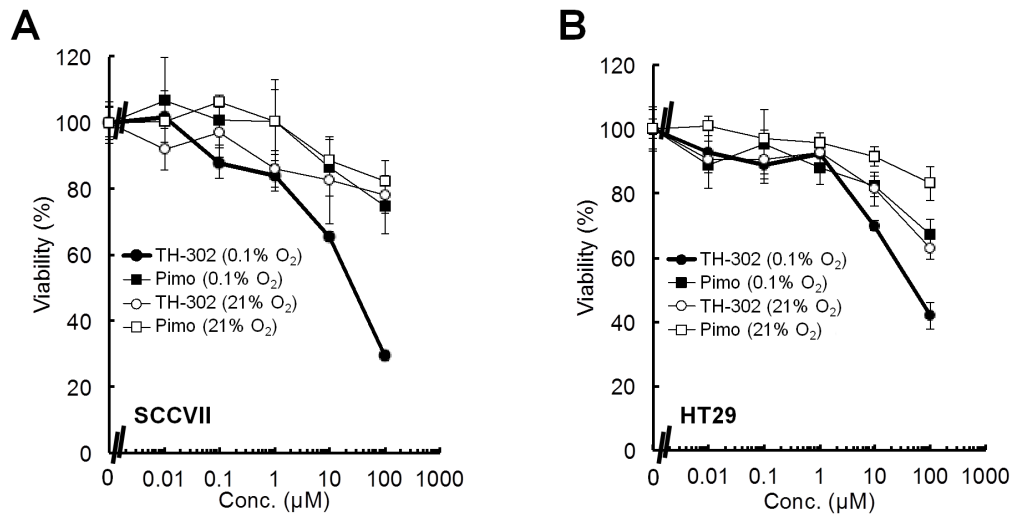 A
120
100
80
60
40
20
0
Viability (%)
TH-302 (0.1% O₂)
Pimo (0.1% O₂)
TH-302 (21% O₂)
Pimo (21% O₂)
SCCVII
0 0.01 0.1 1 10 100 1000
Conc. (μM)
B
120
100
80
60
40
20
0
Viability (%)
TH-302 (0.1% O₂)
Pimo (0.1% O₂)
TH-302 (21% O₂)
Pimo (21% O₂)
HT29
0 0.01 0.1 1 10 100 1000
Conc. (μM)